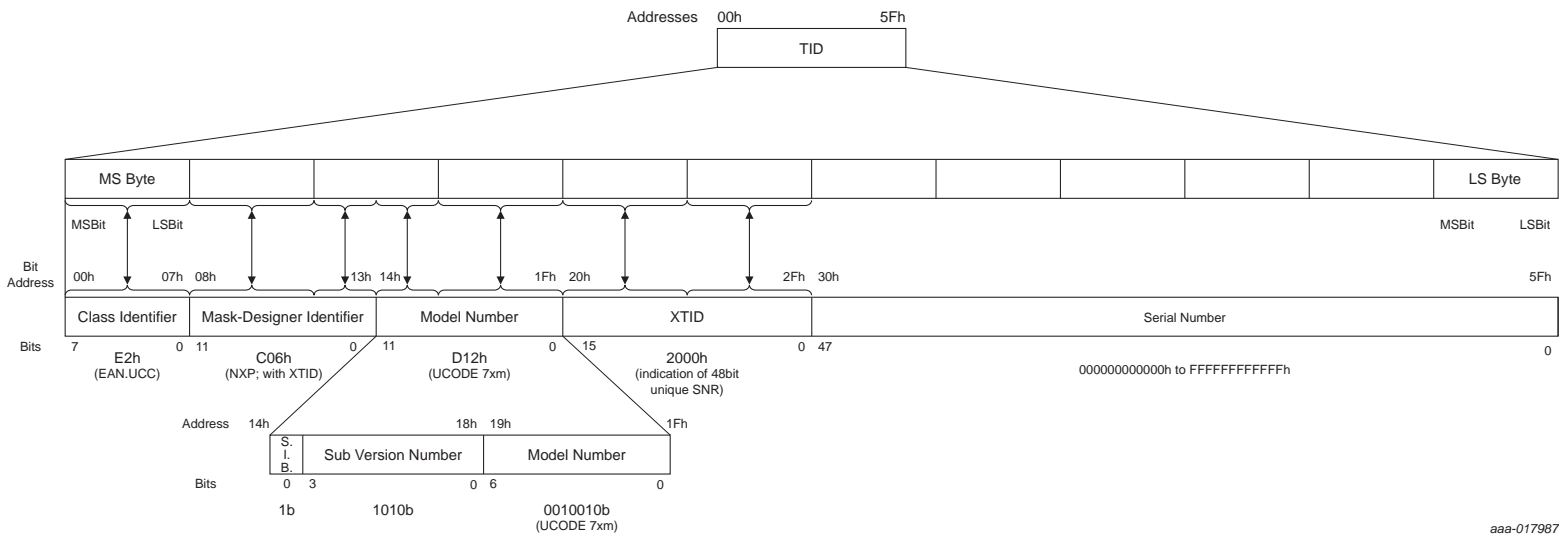 Addresses 00h 5Fh
TID
MS Byte LS Byte
MSBit LSBit MSBit LSBit
Bit Address 00h 07h 08h 13h 14h 1Fh 20h 2Fh 30h 5Fh
Class Identifier Mask-Designer Identifier Model Number XTID Serial Number
Bits 7 0 11 0 11 0 15 0 47 0
E2h C06h D12h 2000h 000000000000h to FFFFFFFFFFFFh
(EAN.UCC) (NXP; with XTID) (UCODE 7xm) (indication of 48bit
unique SNR)
Address 14h 18h 19h 1Fh
S.
I.
B.
Sub Version Number Model Number
Bits 0 3 0 6 0
1b 1010b 0010010b
(UCODE 7xm)
aaa-017987